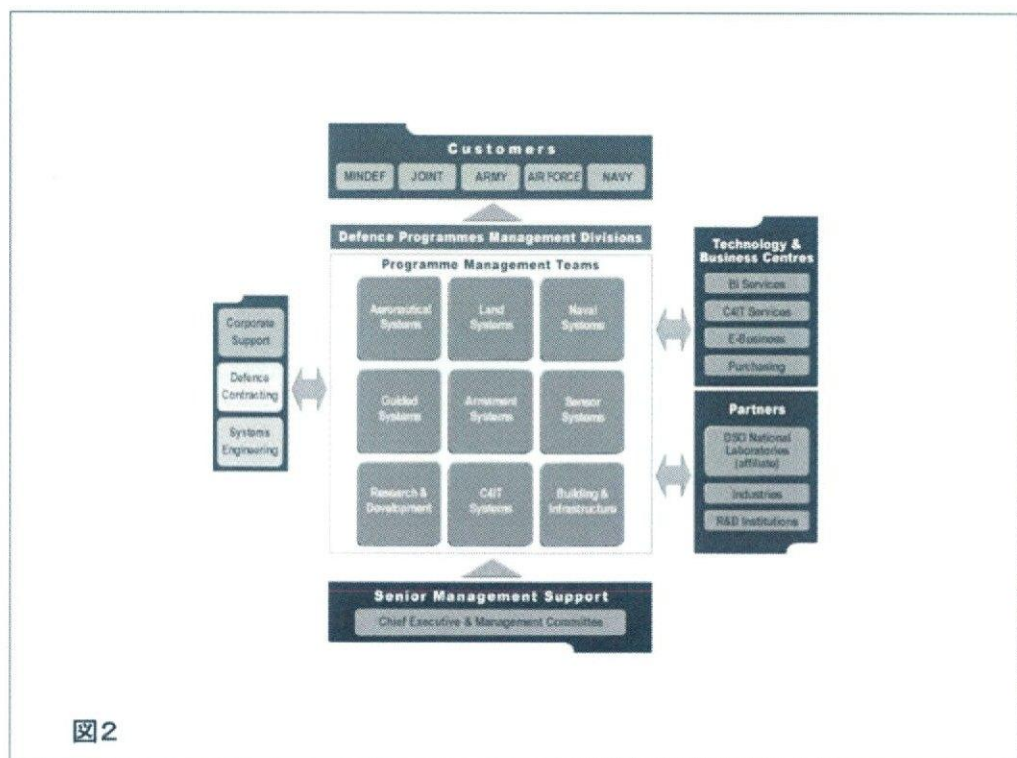 Customers
MINDEF JOINT ARMY AIR FORCE NAVY
Defence Programmes Management Divisions
Programme Management Teams
Aeronautical
Systems
Land
Systems
Naval
Systems
Guided
Systems
Armament
Systems
Sensor
Systems
Research &
Development
C4IT
Systems
Building &
Infrastructure
Corporate
Support
Defence
Contracting
Systems
Engineering
Technology &
Business Centres
BI Services
C4IT Services
E-Business
Purchasing
Partners
DSO National
Laboratories
(affiliate)
Industries
R&D Institutions
Senior Management Support
Chief Executive & Management Committee
図2